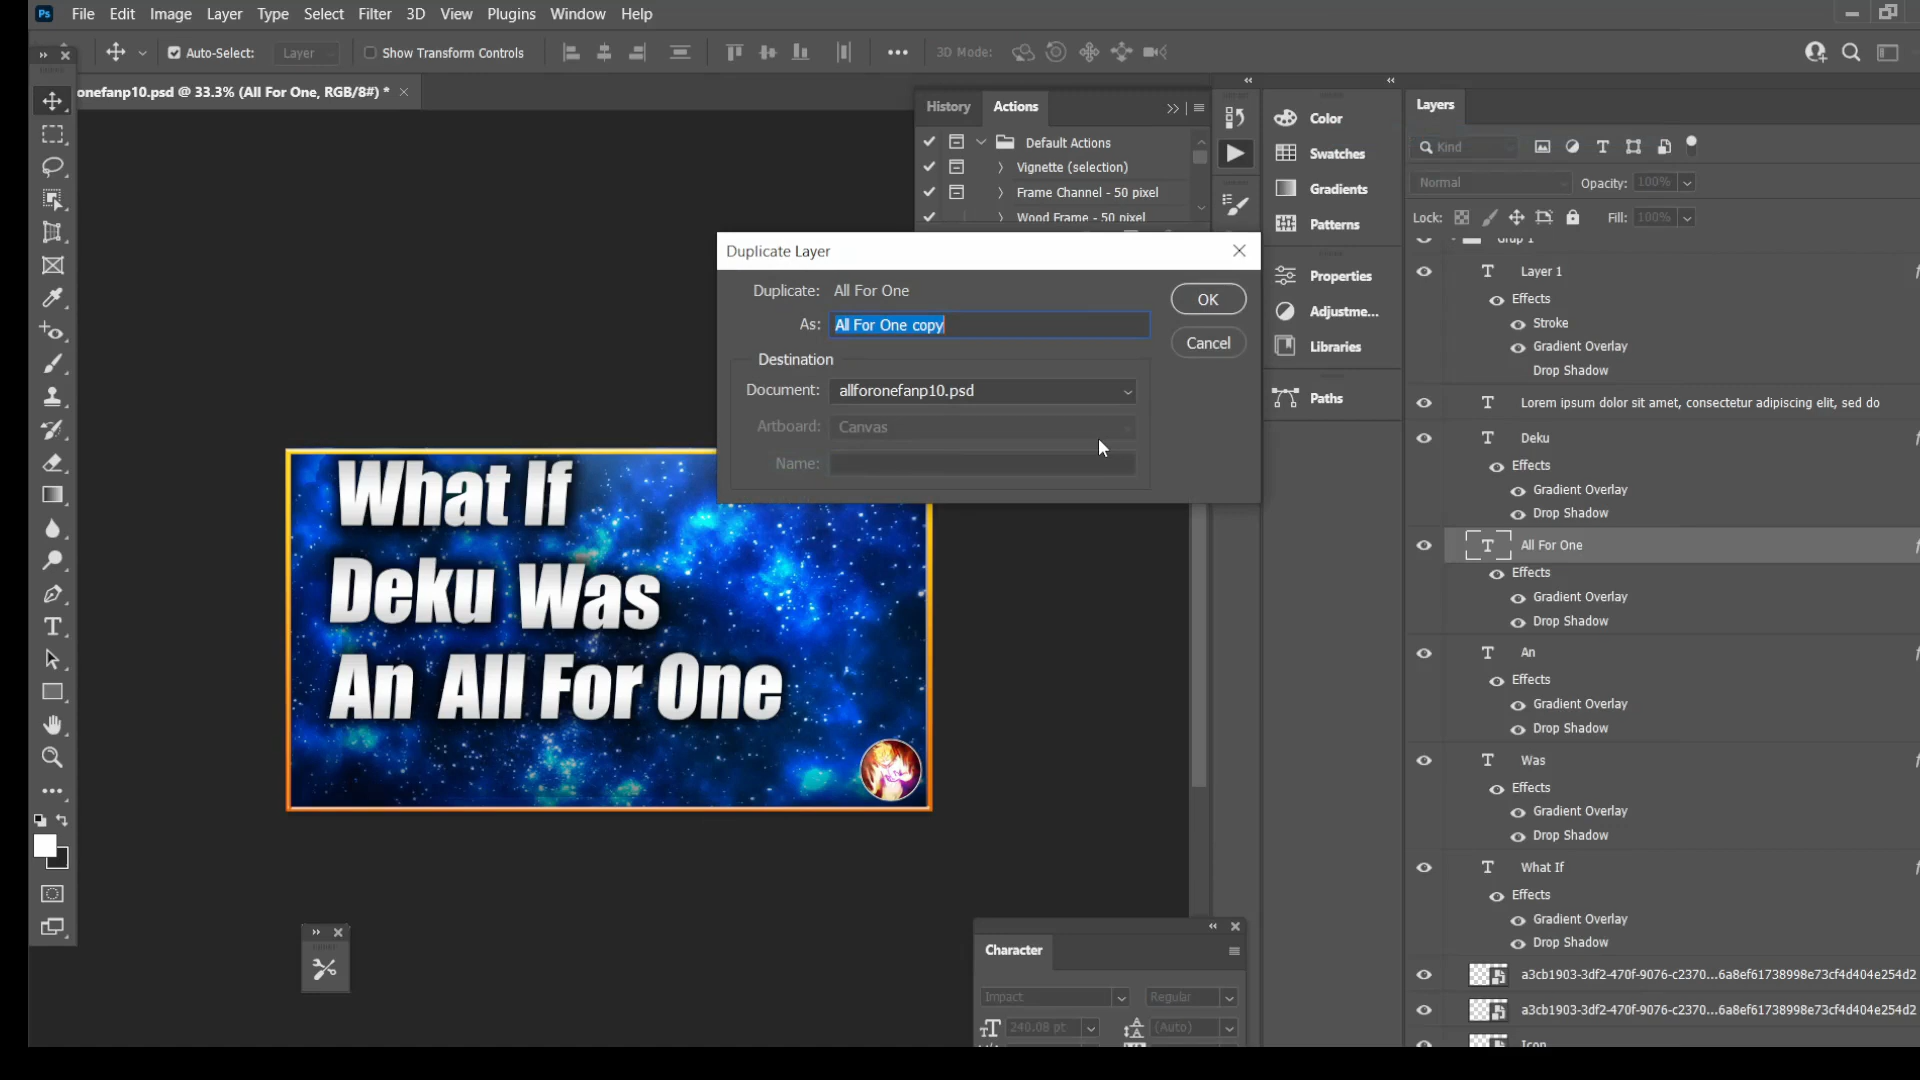 Ps File Edit Image Layer Type Select Filter 3D View Plugins Window Help
Auto-Select: Layer Show Transform Controls 3D Mode:
onefanp10.psd @ 33.3% (All For One, RGB/8#) *
History Actions
Default Actions
Vignette (selection)
Frame Channel - 50 pixel
Wood Frame - 50 pixel
Duplicate Layer
Duplicate: All For One
As: All For One copy
Destination
Document: allforonefanp10.psd
Artboard: Canvas
Name:
OK
Cancel
What If
Deku Was
An All For One
Color
Swatches
Gradients
Patterns
Properties
Adjustme...
Libraries
Paths
Character
Impact Regular
240.08 pt (Auto)
Layers
Kind
Normal Opacity: 100%
Lock: Fill: 100%
Grup 1
Layer 1
Effects
Stroke
Gradient Overlay
Drop Shadow
Lorem ipsum dolor sit amet, consectetur adipiscing elit, sed do
Deku
Effects
Gradient Overlay
Drop Shadow
All For One
Effects
Gradient Overlay
Drop Shadow
An
Effects
Gradient Overlay
Drop Shadow
Was
Effects
Gradient Overlay
Drop Shadow
What If
Effects
Gradient Overlay
Drop Shadow
a3cb1903-3df2-470f-9076-c2370...6a8ef61738998e73cf4d404e254d2
a3cb1903-3df2-470f-9076-c2370...6a8ef61738998e73cf4d404e254d2
Icon